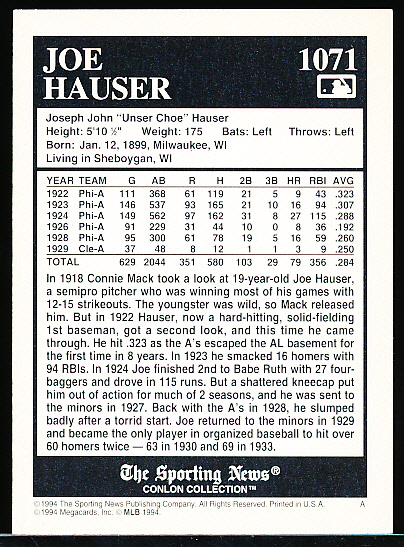 JOE
HAUSER
1071
Joseph John "Unser Choe" Hauser
Height: 5'10 ½" Weight: 175 Bats: Left Throws: Left
Born: Jan. 12, 1899, Milwaukee, WI
Living in Sheboygan, WI
YEAR TEAM G AB R H 2B 3B HR RBI AVG
1922 Phi-A 111 368 61 119 21 5 9 43 .323
1923 Phi-A 146 537 93 165 21 10 16 94 .307
1924 Phi-A 149 562 97 162 31 8 27 115 .288
1926 Phi-A 91 229 31 44 10 0 8 36 .192
1928 Phi-A 95 300 61 78 19 5 16 59 .260
1929 Cle-A 37 48 8 12 1 1 3 9 .250
TOTAL 629 2044 351 580 103 29 79 356 .284
In 1918 Connie Mack took a look at 19-year-old Joe Hauser,
a semipro pitcher who was winning most of his games with
12-15 strikeouts. The youngster was wild, so Mack released
him. But in 1922 Hauser, now a hard-hitting, solid-fielding
1st baseman, got a second look, and this time he came
through. He hit .323 as the A's escaped the AL basement for
the first time in 8 years. In 1923 he smacked 16 homers with
94 RBIs. In 1924 Joe finished 2nd to Babe Ruth with 27 four-
baggers and drove in 115 runs. But a shattered kneecap put
him out of action for much of 2 seasons, and he was sent to
the minors in 1927. Back with the A's in 1928, he slumped
badly after a torrid start. Joe returned to the minors in 1929
and became the only player in organized baseball to hit over
60 homers twice — 63 in 1930 and 69 in 1933.
The Sporting News®
CONLON COLLECTION™
©1994 The Sporting News Publishing Company. All Rights Reserved. Printed in U.S.A. A
©1994 Megacards, Inc. © MLB 1994.